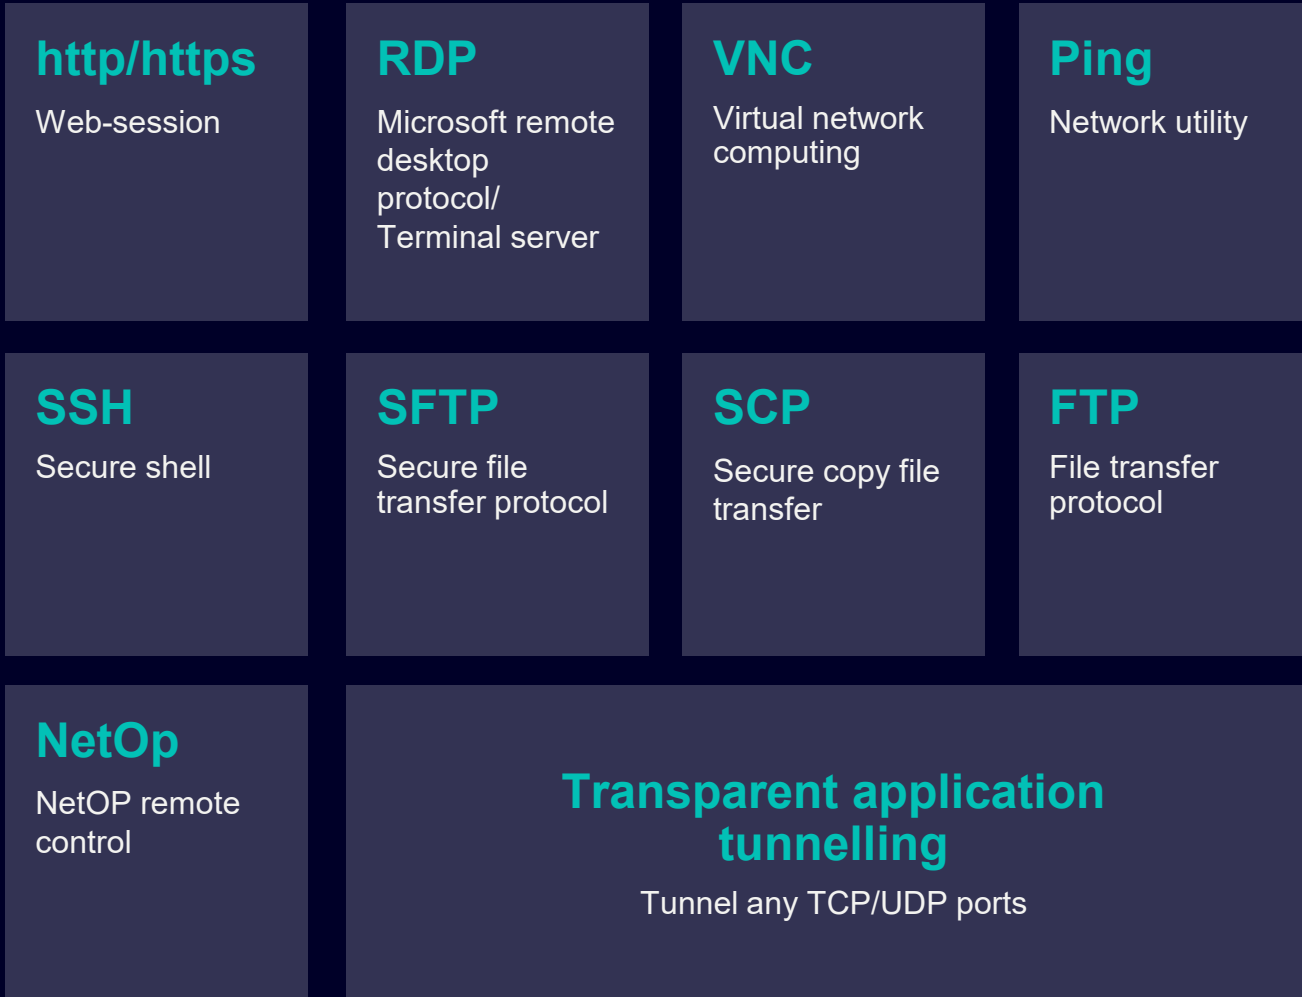 http/https
Web-session
RDP
Microsoft remote
desktop
protocol/
Terminal server
VNC
Virtual network
computing
Ping
Network utility
SSH
Secure shell
SFTP
Secure file
transfer protocol
SCP
Secure copy file
transfer
FTP
File transfer
protocol
NetOp
NetOP remote
control
Transparent application
tunnelling
Tunnel any TCP/UDP ports